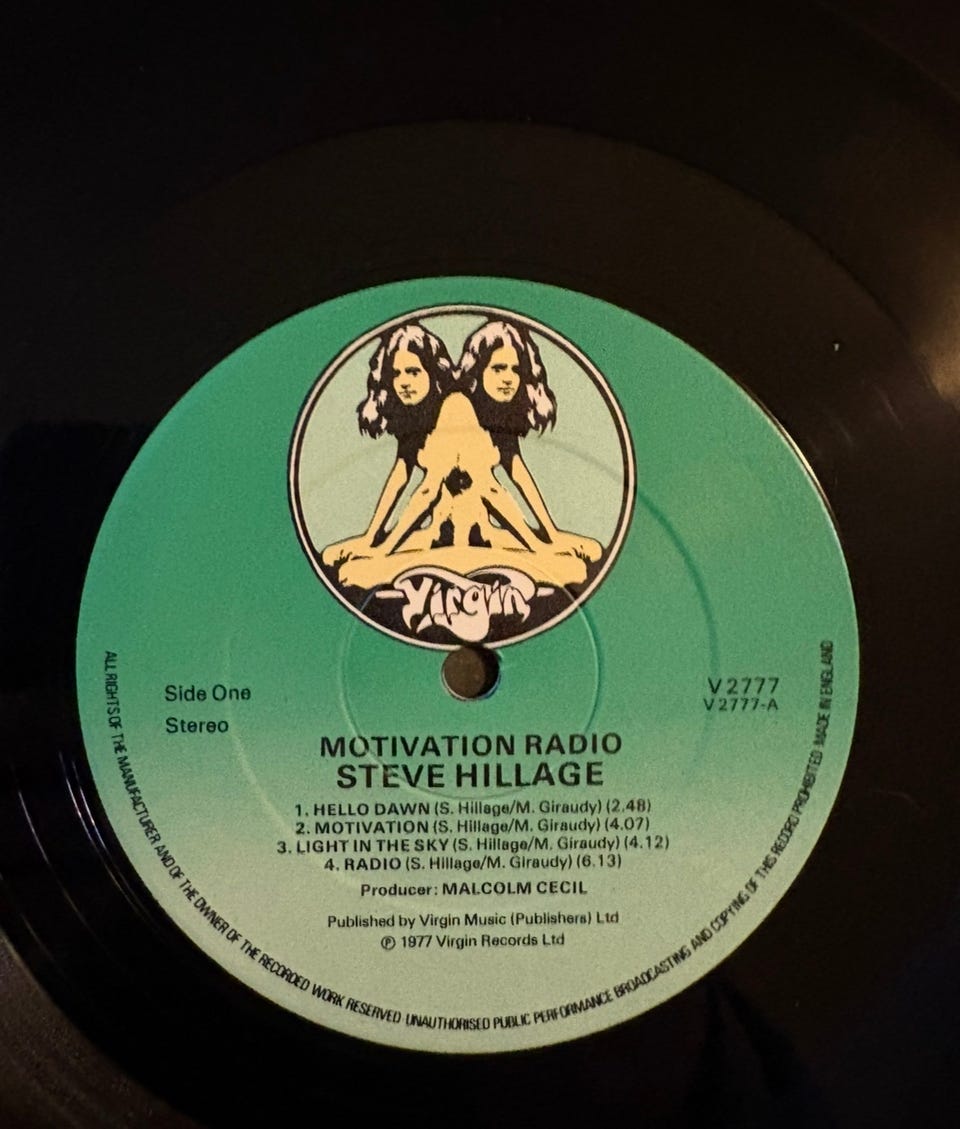 Virgin
Side One
Stereo
V 2777
V 2777-A
MOTIVATION RADIO
STEVE HILLAGE
1. HELLO DAWN (S. Hillage/M. Giraudy) (2.48)
2. MOTIVATION (S. Hillage/M. Giraudy) (4.07)
3. LIGHT IN THE SKY (S. Hillage/M. Giraudy) (4.12)
4. RADIO (S. Hillage/M. Giraudy) (6.13)
Producer: MALCOLM CECIL
Published by Virgin Music (Publishers) Ltd
℗ 1977 Virgin Records Ltd
ALL RIGHTS OF THE MANUFACTURER AND OF THE OWNER OF THE RECORDED WORK RESERVED UNAUTHORISED PUBLIC PERFORMANCE BROADCASTING AND COPYING OF THIS RECORD PROHIBITED MADE IN ENGLAND